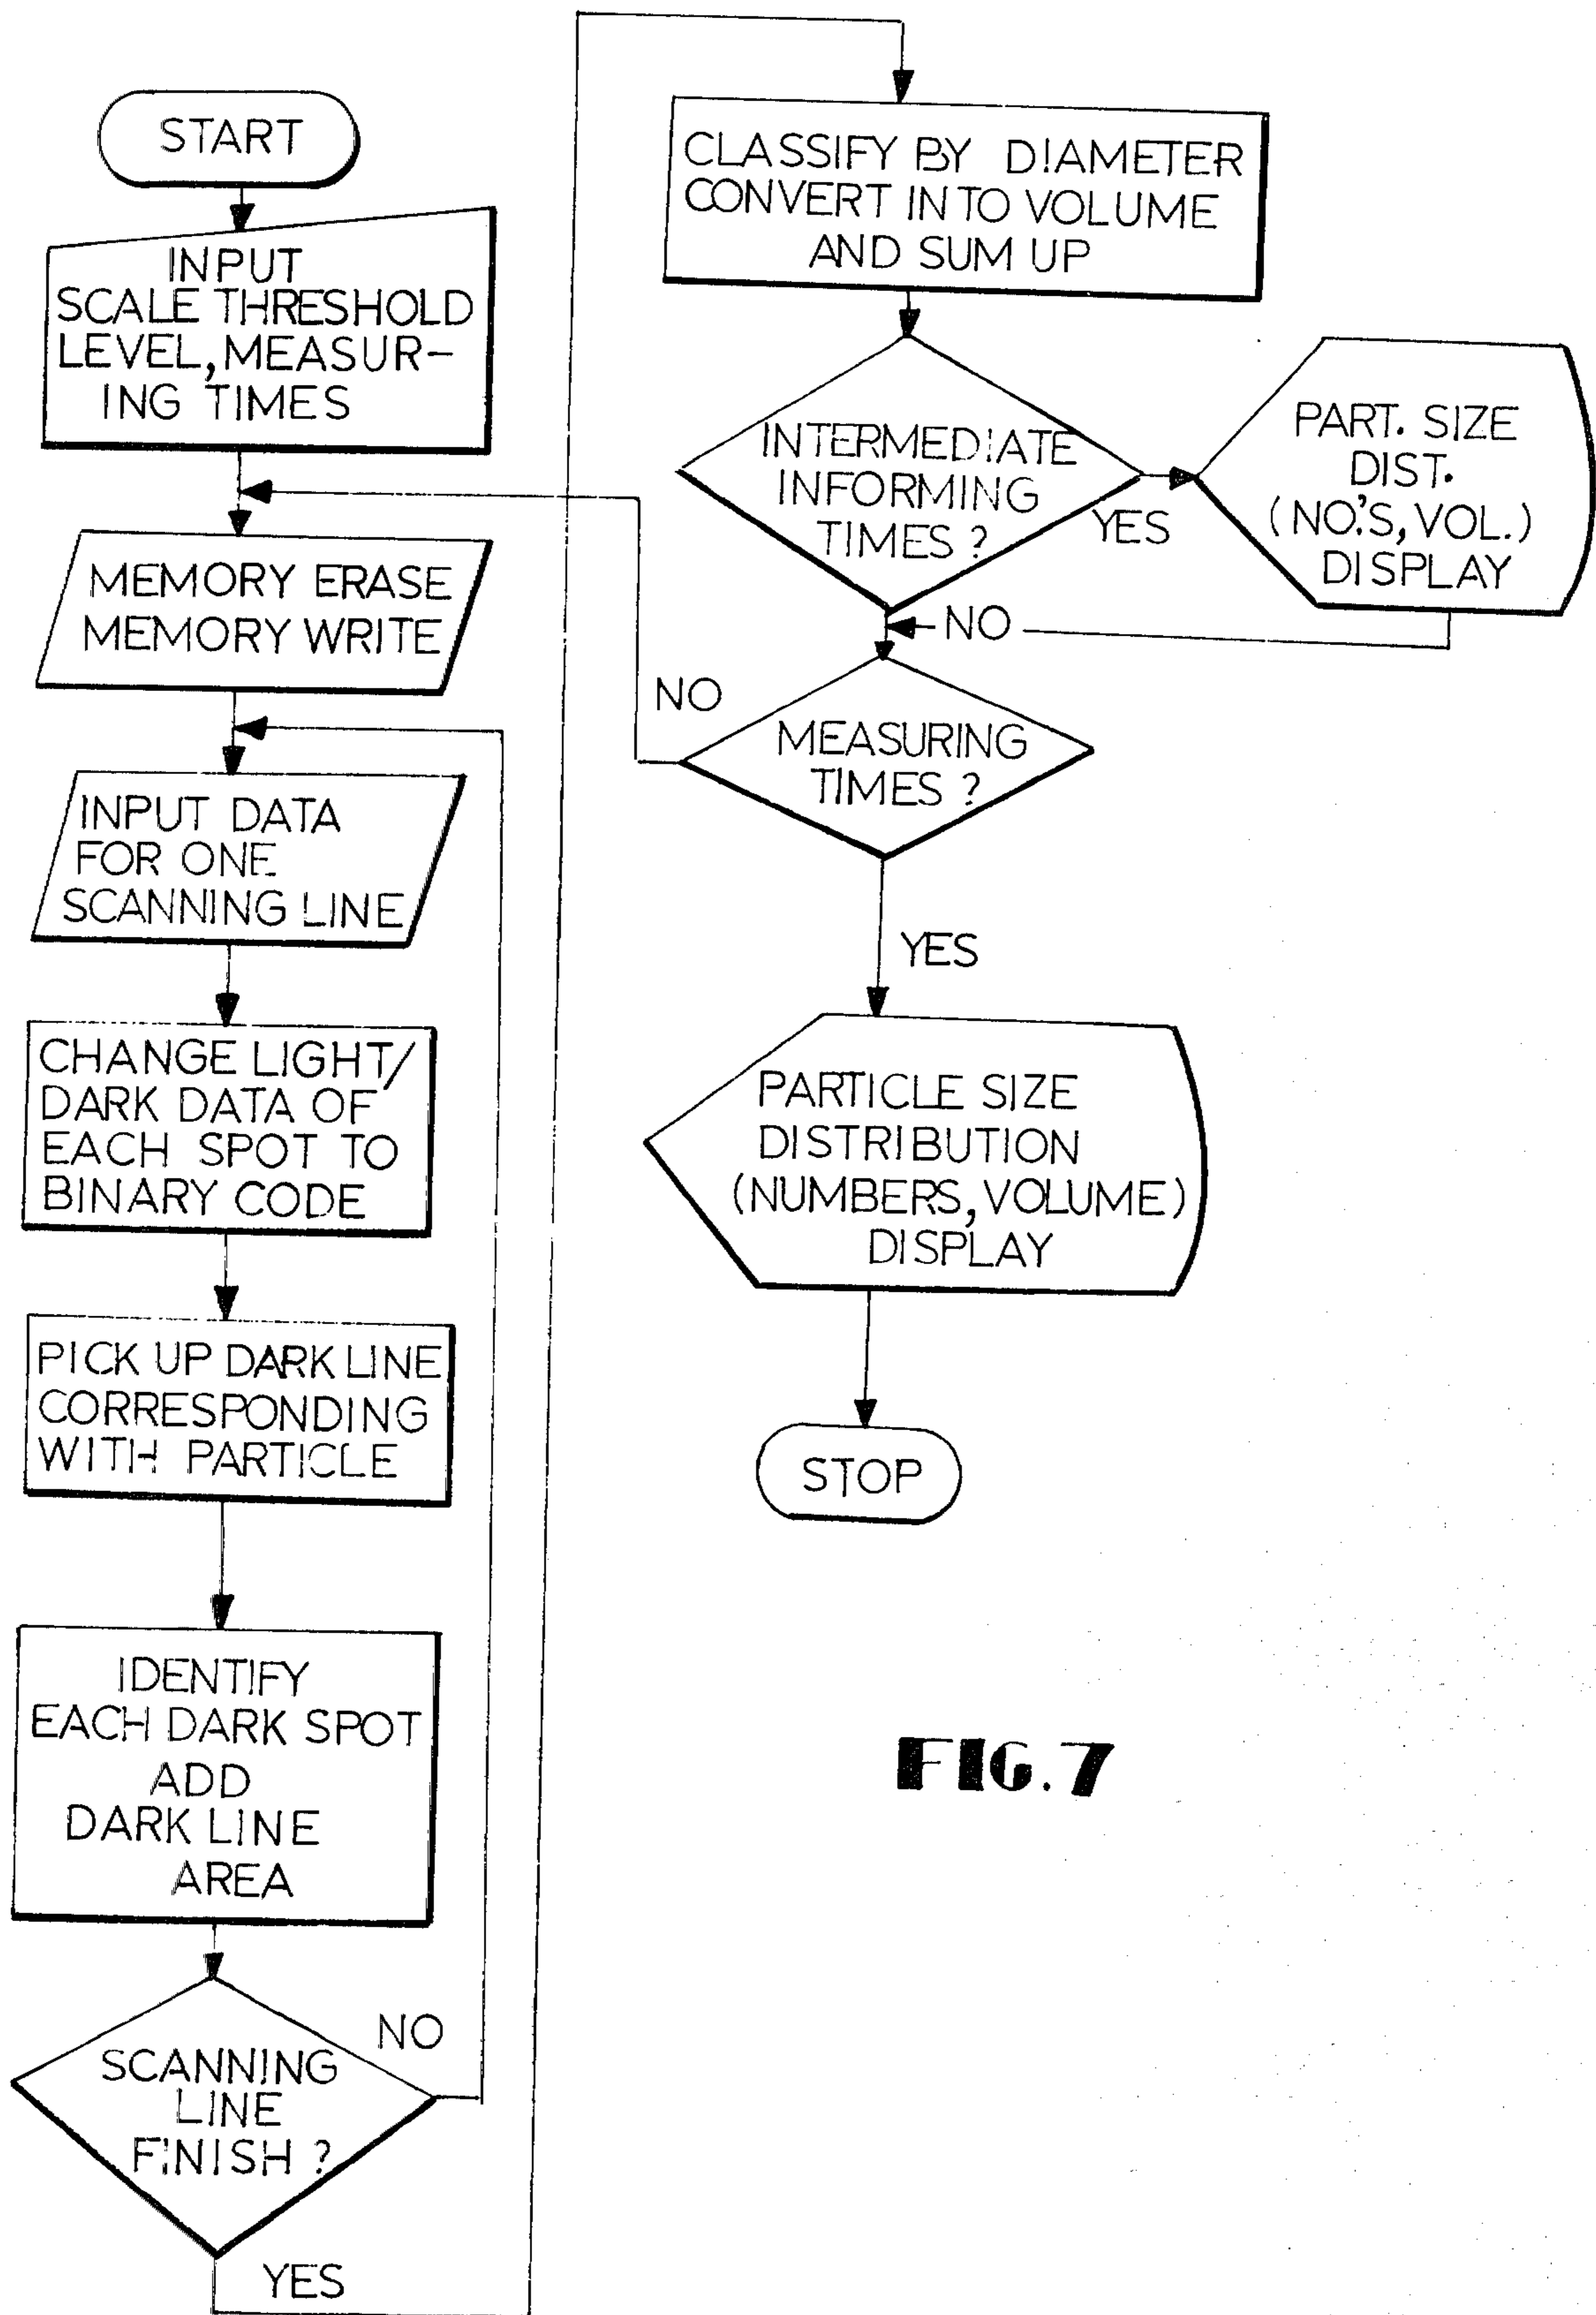 START
INPUT
SCALE THRESHOLD
LEVEL, MEASUR-
ING TIMES
MEMORY ERASE
MEMORY WRITE
INPUT DATA
FOR ONE
SCANNING LINE
CHANGE LIGHT/
DARK DATA OF
EACH SPOT TO
BINARY CODE
PICK UP DARK LINE
CORRESPONDING
WITH PARTICLE
IDENTIFY
EACH DARK SPOT
ADD
DARK LINE
AREA
NO
SCANNING
LINE
FINISH ?
YES
CLASSIFY BY DIAMETER
CONVERT INTO VOLUME
AND SUM UP
INTERMEDIATE
INFORMING
TIMES ?
YES
PART. SIZE
DIST.
(NO.'S, VOL.)
DISPLAY
NO
NO
MEASURING
TIMES ?
YES
PARTICLE SIZE
DISTRIBUTION
(NUMBERS, VOLUME)
DISPLAY
STOP
FIG. 7